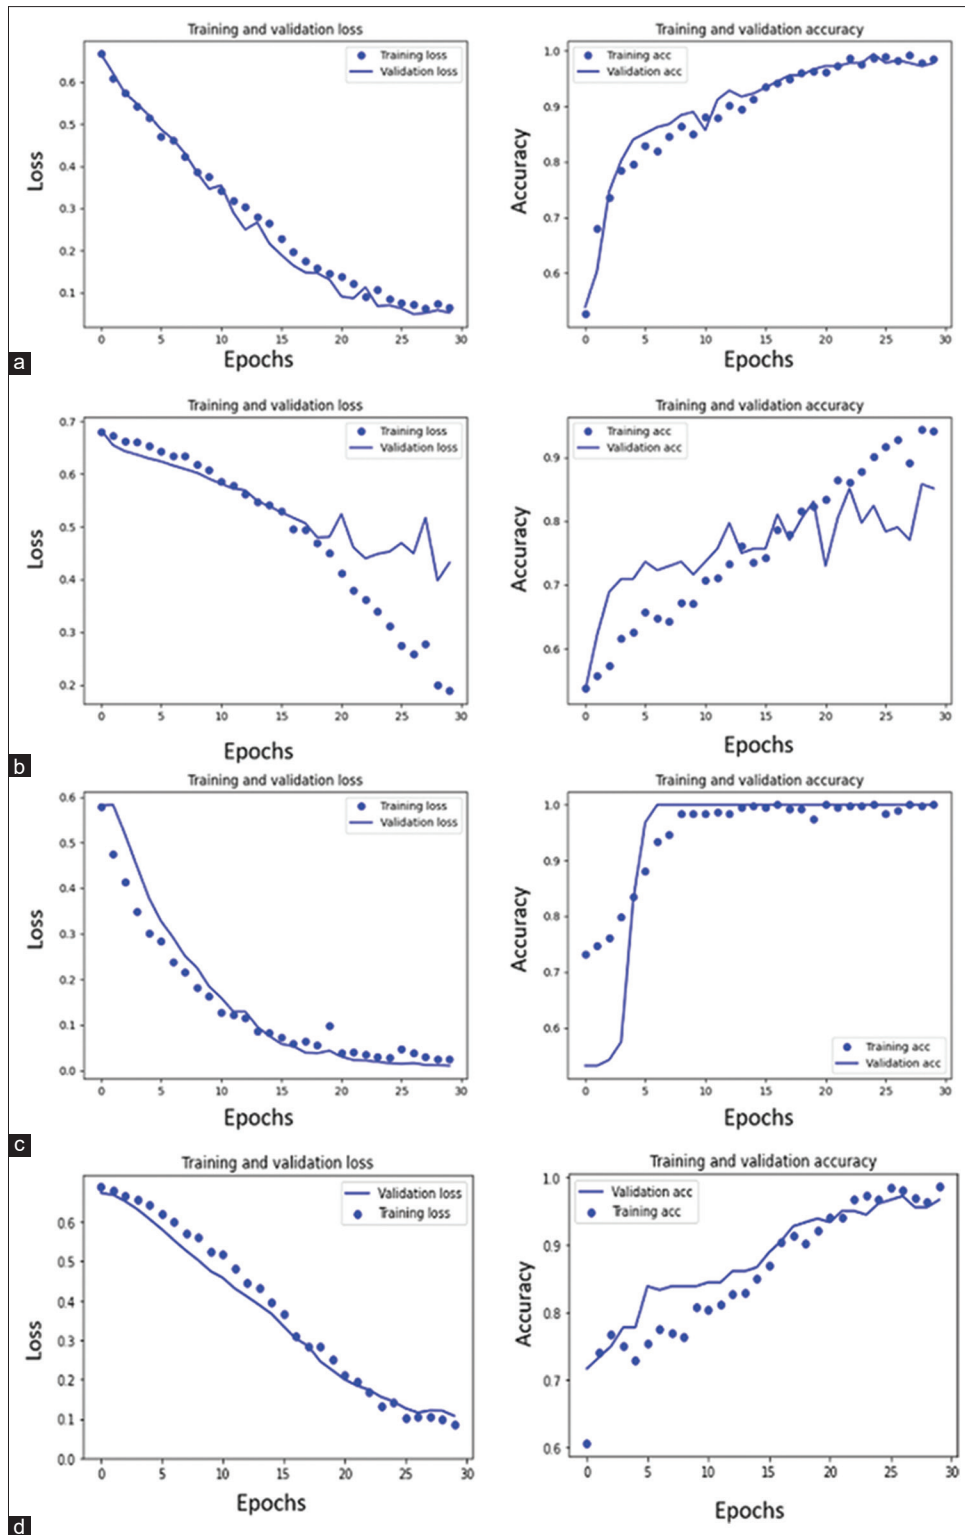 Training and validation loss
Training loss
Validation loss
Loss
0.6
0.5
0.4
0.3
0.2
0.1
0 5 10 15 20 25 30
Epochs
Training and validation accuracy
Training acc
Validation acc
Accuracy
1.0
0.9
0.8
0.7
0.6
0 5 10 15 20 25 30
Epochs
a
Training and validation loss
Training loss
Validation loss
Loss
0.7
0.6
0.5
0.4
0.3
0.2
0 5 10 15 20 25 30
Epochs
Training and validation accuracy
Training acc
Validation acc
Accuracy
0.9
0.8
0.7
0.6
0 5 10 15 20 25 30
Epochs
b
Training and validation loss
Training loss
Validation loss
Loss
0.6
0.5
0.4
0.3
0.2
0.1
0.0
0 5 10 15 20 25 30
Epochs
Training and validation accuracy
Training acc
Validation acc
Accuracy
1.0
0.9
0.8
0.7
0.6
0 5 10 15 20 25 30
Epochs
c
Training and validation loss
Validation loss
Training loss
Loss
0.6
0.5
0.4
0.3
0.2
0.1
0.0
0 5 10 15 20 25 30
Epochs
Training and validation accuracy
Validation acc
Training acc
Accuracy
1.0
0.9
0.8
0.7
0.6
0 5 10 15 20 25 30
Epochs
d